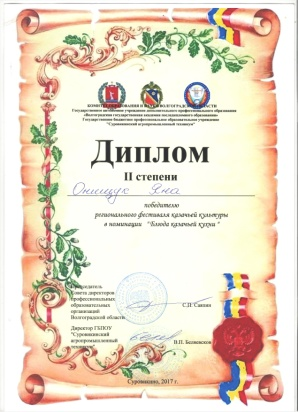 КОМИТЕТ ОБРАЗОВАНИЯ И НАУКИ ВОЛГОГРАДСКОЙ ОБЛАСТИ
Государственное автономное учреждение дополнительного профессионального образования
«Волгоградская государственная академия последипломного образования»
Государственное бюджетное профессиональное образовательное учреждение
"Суровикинский агропромышленный техникум"
Диплом
II степени
Онищук Яна
победителю
регионального фестиваля казачьей культуры
в номинации "Блюда казачьей кухни"
Председатель
Совета директоров
профессиональных
образовательных
организаций
Волгоградской области
С.П. Саяпин
Директор ГБПОУ
"Суровикинский
агропромышленный
техникум"
В.П.
Суровикино, 2017 г.